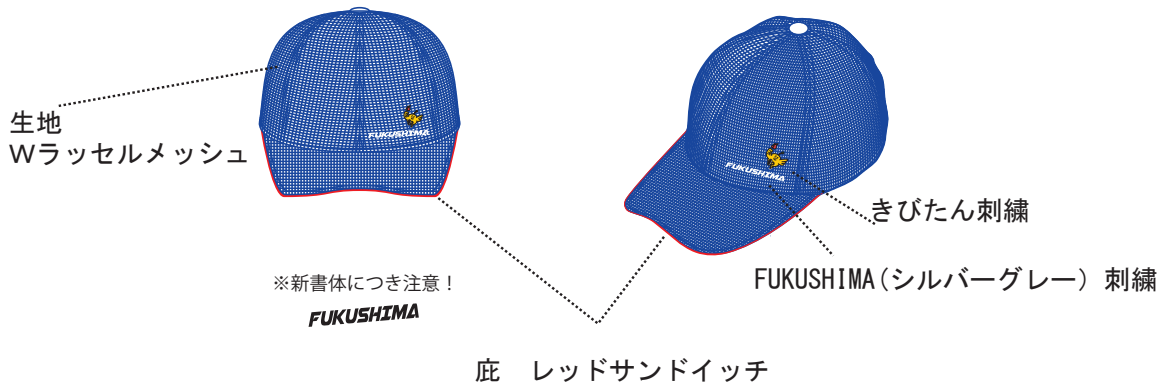 FUKUSHIMA
FUKUSHIMA
生地
Wラッセルメッシュ
きびたん刺繍
FUKUSHIMA(シルバーグレー) 刺繍
※新書体につき注意！
FUKUSHIMA
庇　レッドサンドイッチ